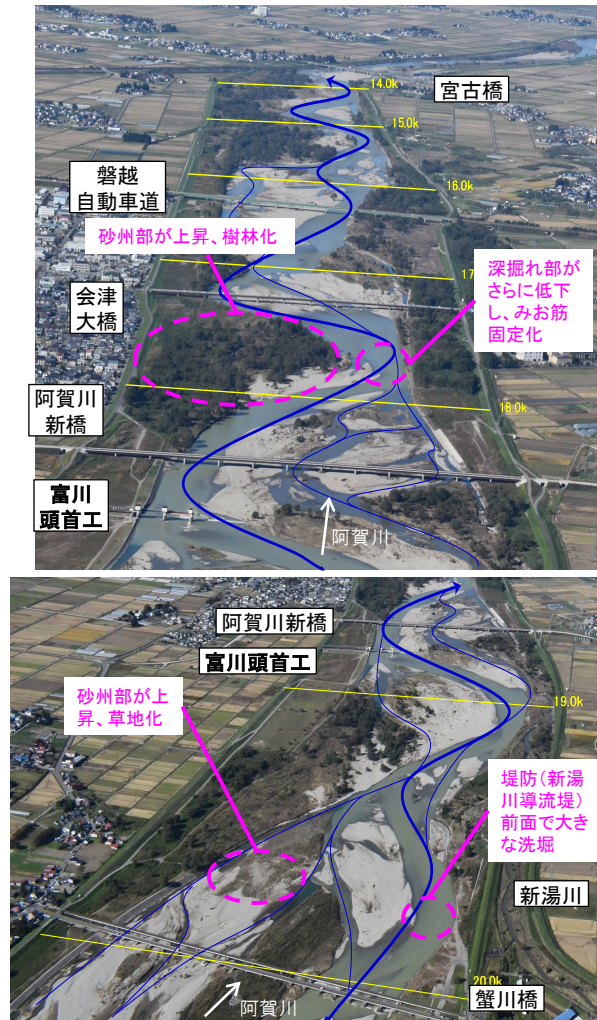 14.0k
宮古橋
15.0k
磐越
自動車道
16.0k
砂州部が上昇、樹林化
17
深掘れ部が
さらに低下
し、みお筋
固定化
会津
大橋
阿賀川
新橋
18.0k
富川
頭首工
阿賀川
阿賀川新橋
富川頭首工
砂州部が上
昇、草地化
19.0k
堤防(新湯
川導流堤)
前面で大き
な洗堀
新湯川
20.0k
蟹川橋
阿賀川